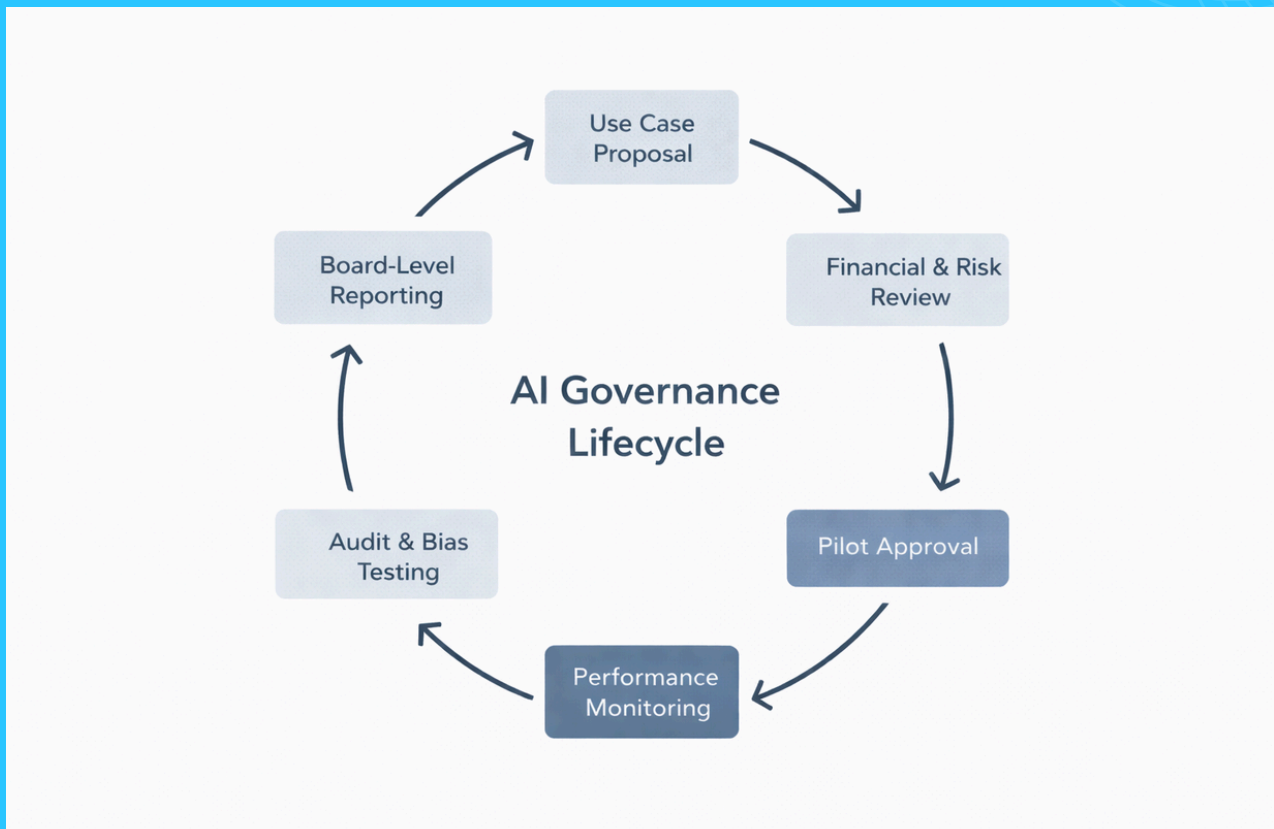 Use Case
Proposal
Financial & Risk
Review
Pilot Approval
Performance
Monitoring
Audit & Bias
Testing
Board-Level
Reporting
AI Governance
Lifecycle